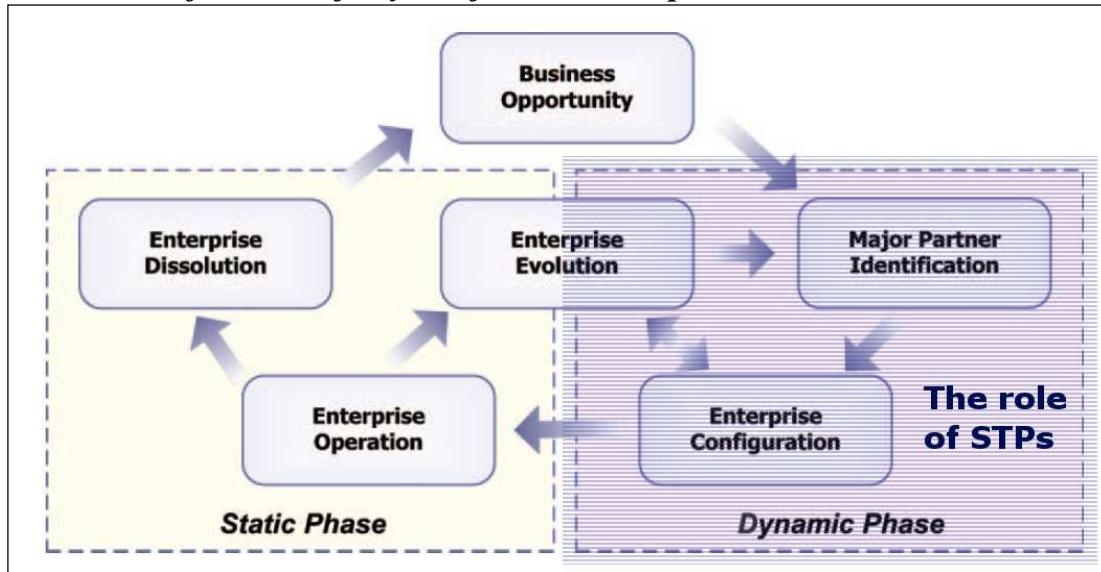 Business
Opportunity
Enterprise
Dissolution
Enterprise
Evolution
Major Partner
Identification
Enterprise
Operation
Enterprise
Configuration
The role
of STPs
Static Phase
Dynamic Phase